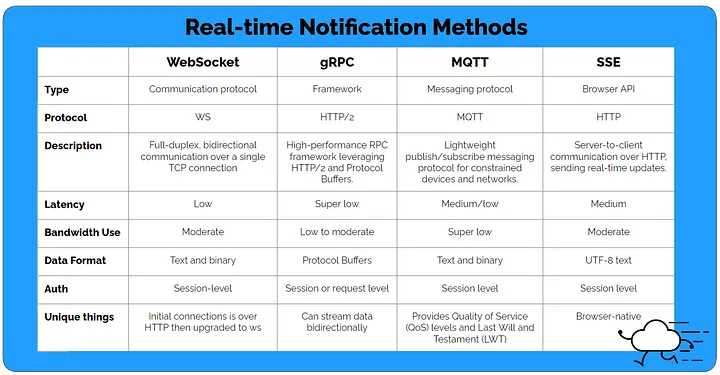 Real-time Notification Methods
WebSocket gRPC MQTT SSE
Type Communication protocol Framework Messaging protocol Browser API
Protocol WS HTTP/2 MQTT HTTP
Description
Full-duplex, bidirectional
communication over a single
TCP connection
High-performance RPC
framework leveraging
HTTP/2 and Protocol
Buffers.
Lightweight
publish/subscribe messaging
protocol for constrained
devices and networks.
Server-to-client
communication over HTTP,
sending real-time updates.
Latency Low Super low Medium/low Medium
Bandwidth Use Moderate Low to moderate Super low Moderate
Data Format Text and binary Protocol Buffers Text and binary UTF-8 text
Auth Session-level Session or request level Session level Session level
Unique things
Initial connections is over
HTTP then upgraded to ws
Can stream data
bidirectionally
Provides Quality of Service
(QoS) levels and Last Will and
Testament (LWT)
Browser-native